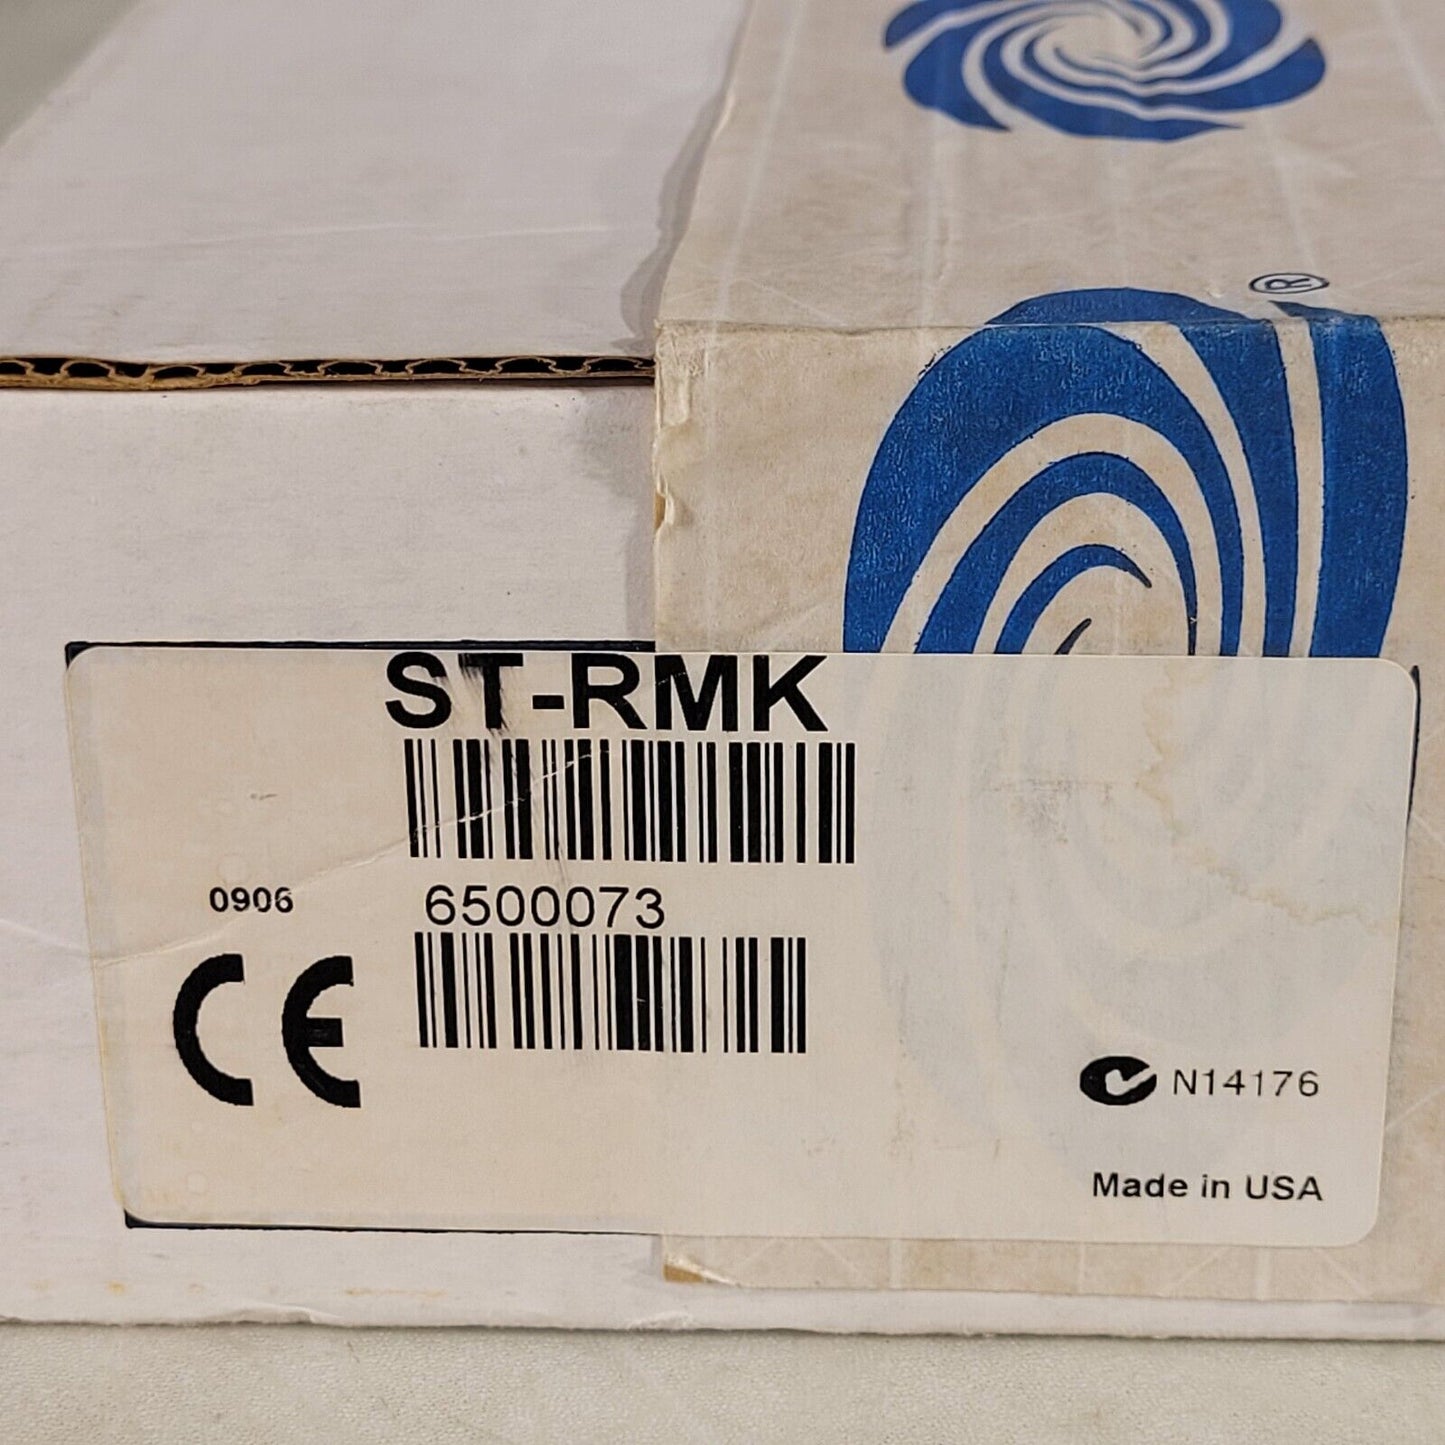 ®
ST-RMK
0906
6500073
CE
N14176
Made in USA